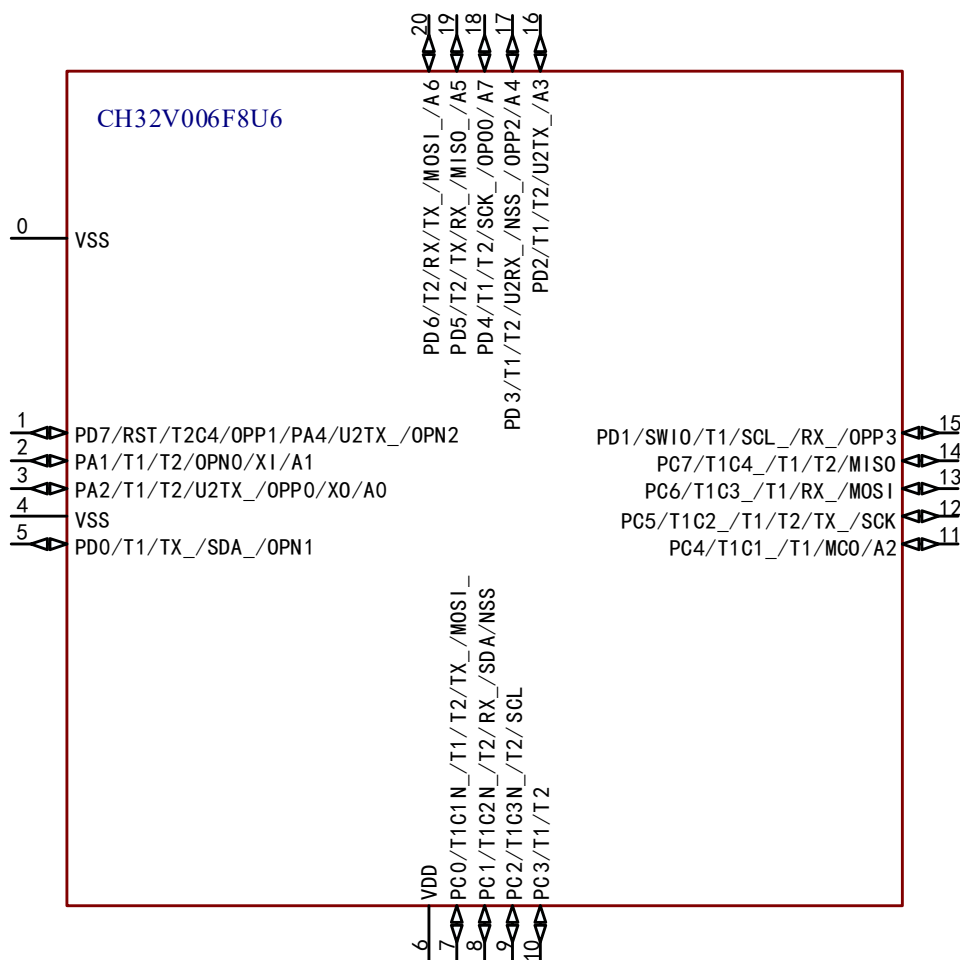 20
19
18
17
16
CH32V006F8U6
PD6/T2/RX/TX_/MOSI_/A6
PD5/T2/TX/RX_/MISO_/A5
PD4/T1/T2/SCK_/OPO0/A7
PD3/T1/T2/U2RX_/NSS_/OPP2/A4
PD2/T1/T2/U2TX_/A3
0
VSS
1
PD7/RST/T2C4/OPP1/PA4/U2TX_/OPN2
2
PA1/T1/T2/OPN0/XI/A1
3
PA2/T1/T2/U2TX_/OPP0/XO/A0
4
VSS
5
PD0/T1/TX_/SDA_/OPN1
PD1/SWIO/T1/SCL_/RX_/OPP3
15
PC7/T1C4_/T1/T2/MISO
14
PC6/T1C3_/T1/RX_/MOSI
13
PC5/T1C2_/T1/T2/TX_/SCK
12
PC4/T1C1_/T1/MCO/A2
11
VDD
PC0/T1C1N_/T1/T2/TX_/MOSI_
PC1/T1C2N_/T2/RX_/SDA/NSS
PC2/T1C3N_/T2/SCL
PC3/T1/T2
6
7
8
9
10